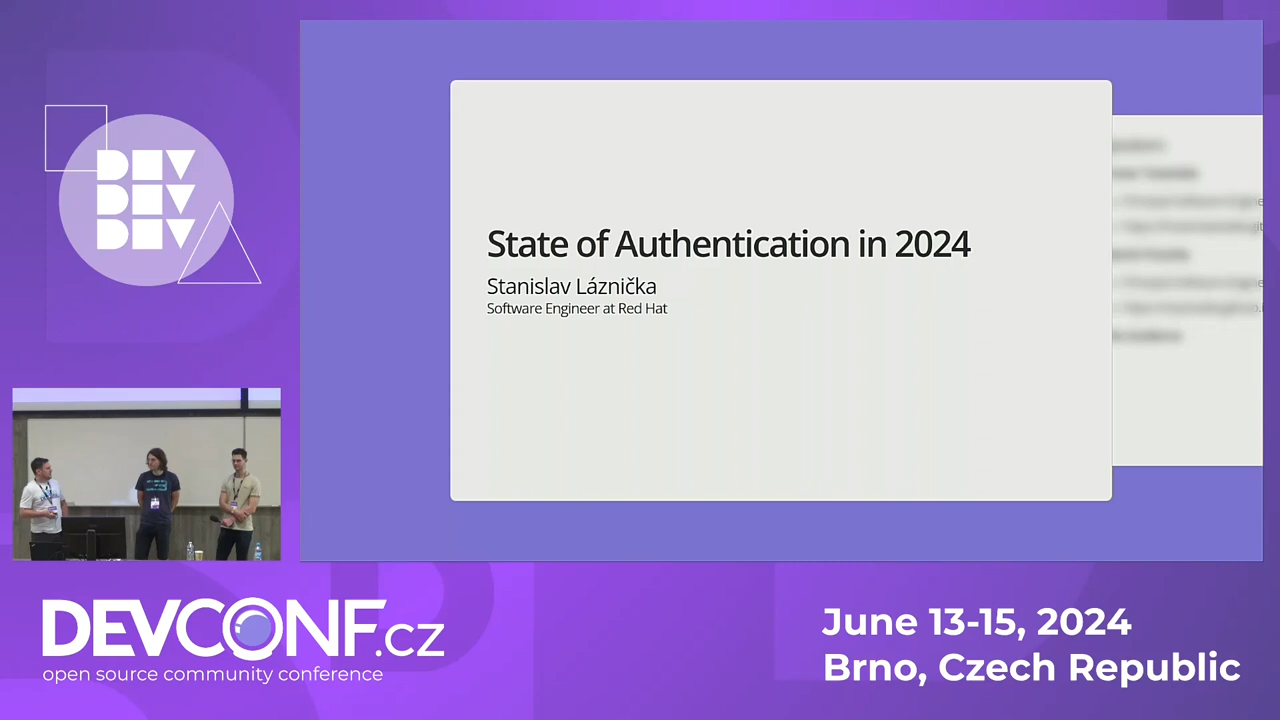 DEV
DEV
DEV
State of Authentication in 2024
Stanislav Láznička
Software Engineer at Red Hat
DEVCONF.cz
open source community conference
June 13-15, 2024
Brno, Czech Republic